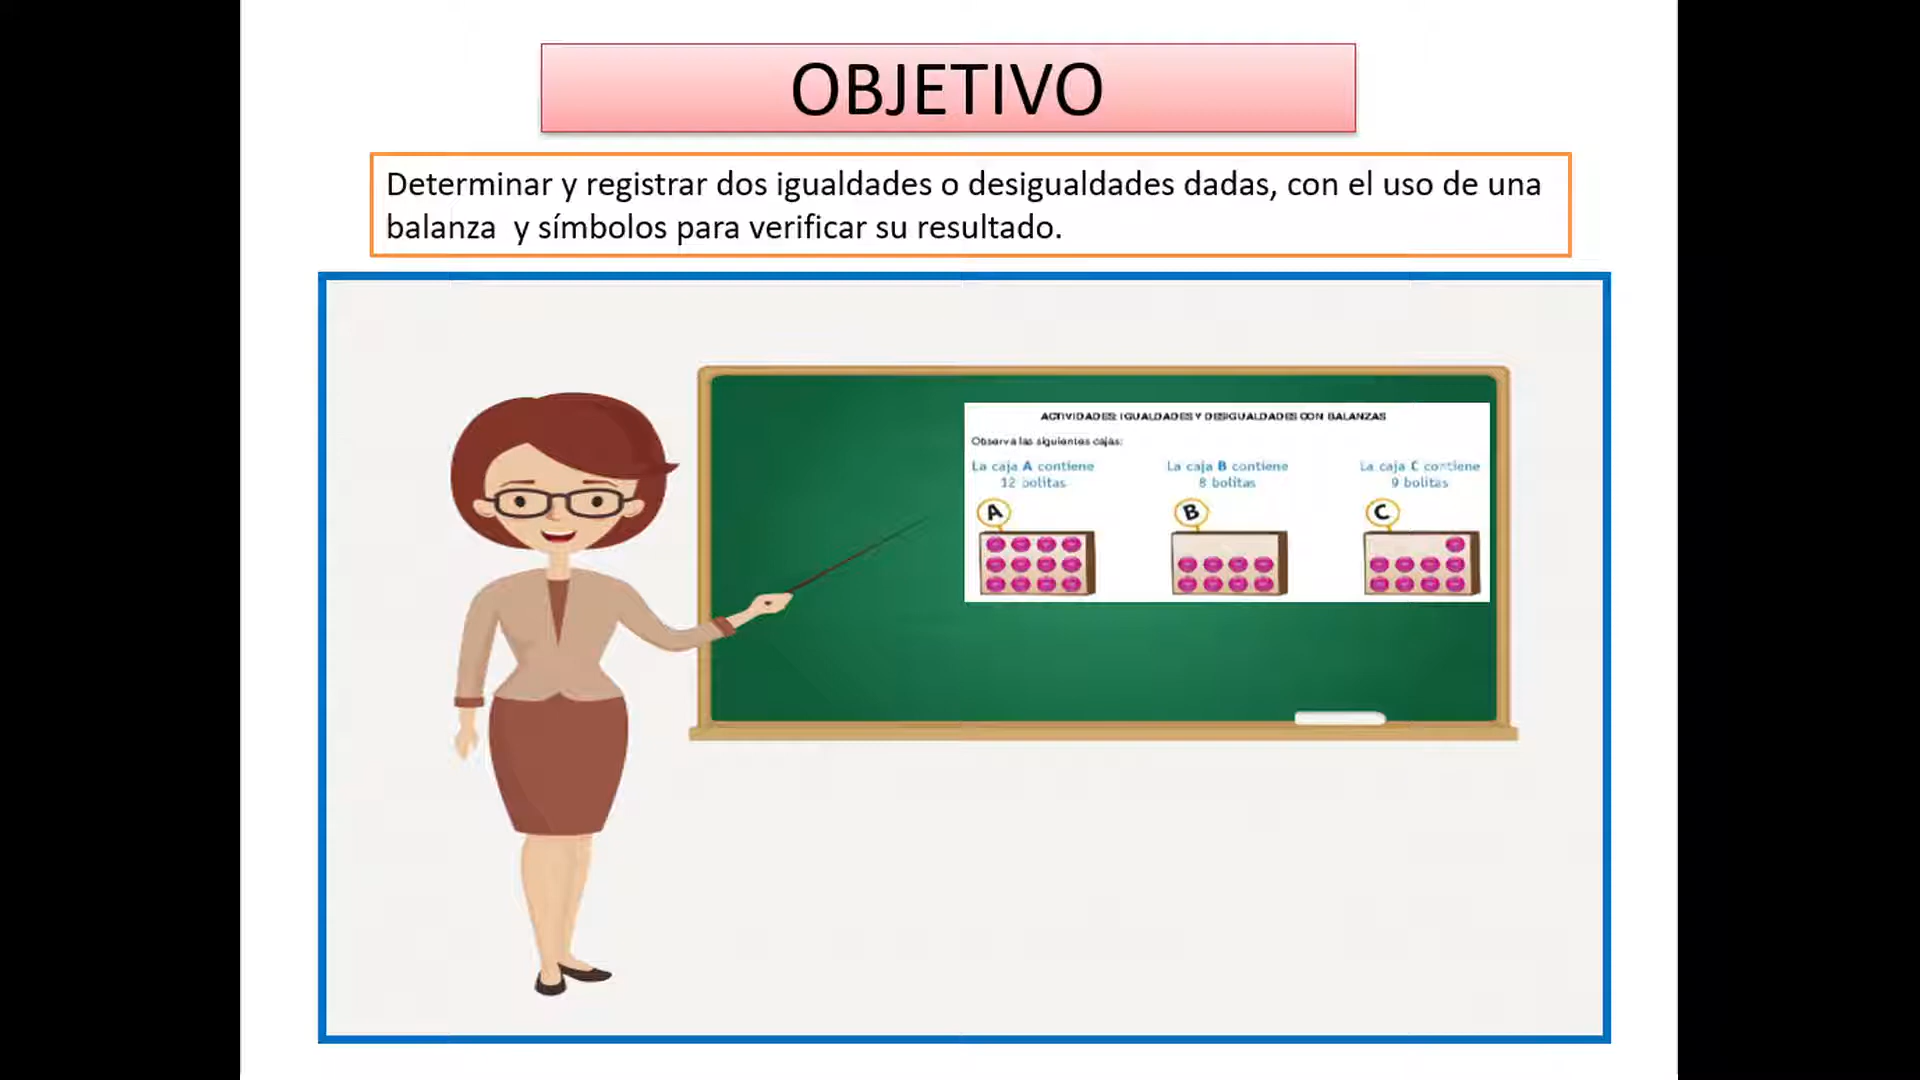 OBJETIVO
Determinar y registrar dos igualdades o desigualdades dadas, con el uso de una
balanza y símbolos para verificar su resultado.
ACTIVIDADES: IGUALDADES Y DESIGUALDADES CON BALANZAS
Observa las siguientes cajas:
La caja A contiene
12 bolitas
La caja B contiene
8 bolitas
La caja C contiene
9 bolitas
A
B
C